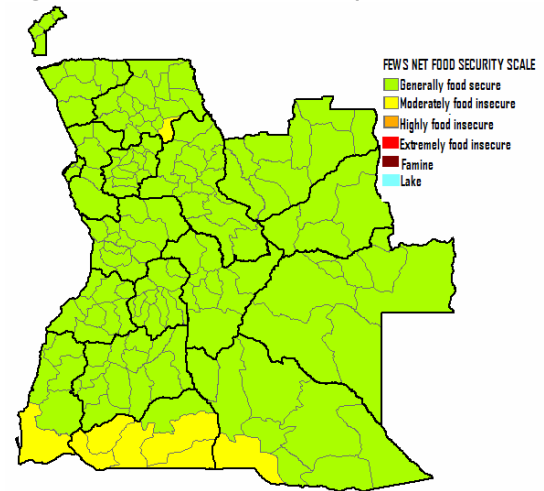 FEWS NET FOOD SECURITY SCALE
Generally food secure
Moderately food insecure
Highly food insecure
Extremely food insecure
Famine
Lake